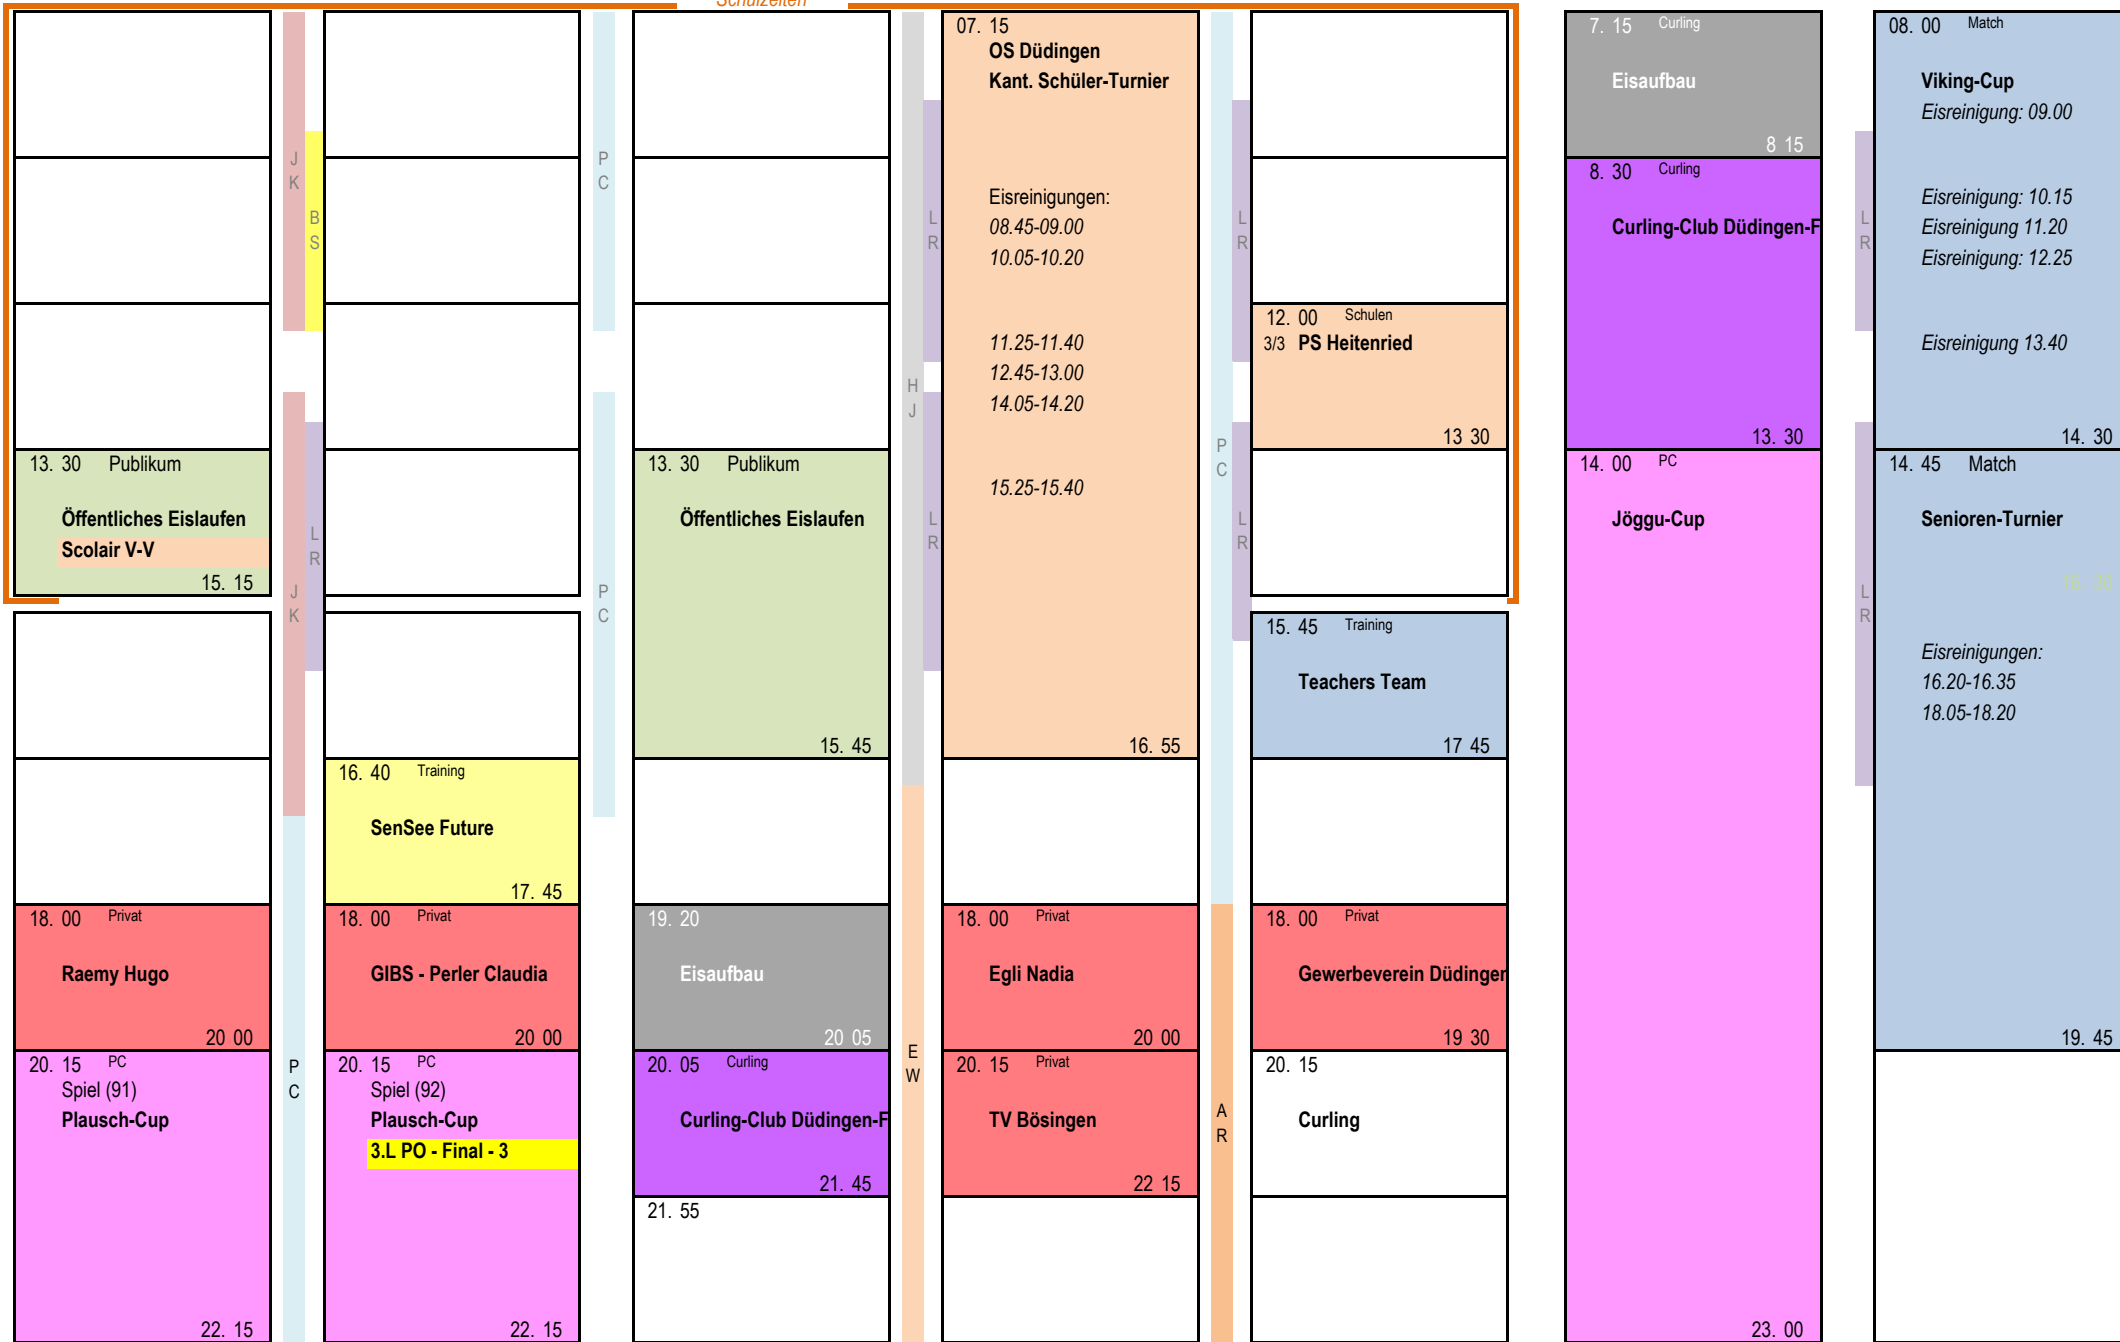 Schulzeiten
13. 30 Publikum
Öffentliches Eislaufen
Scolair V-V
15. 15
18. 00 Privat
Raemy Hugo
20 00
20. 15 PC
Spiel (91)
Plausch-Cup
22. 15
J
K
B
S
J
K
L
R
P
C
16. 40 Training
SenSee Future
17. 45
18. 00 Privat
GIBS - Perler Claudia
20 00
20. 15 PC
Spiel (92)
Plausch-Cup
3.L PO - Final - 3
22. 15
P
C
P
C
13. 30 Publikum
Öffentliches Eislaufen
15. 45
19. 20
Eisaufbau
20 05
20. 05 Curling
Curling-Club Düdingen-F
21. 45
21. 55
H
J
L
R
L
R
E
W
07. 15
OS Düdingen
Kant. Schüler-Turnier
Eisreinigungen:
08.45-09.00
10.05-10.20
11.25-11.40
12.45-13.00
14.05-14.20
15.25-15.40
16. 55
18. 00 Privat
Egli Nadia
20 00
20. 15 Privat
TV Bösingen
22 15
L
R
P
C
L
R
A
R
12. 00 Schulen
3/3 PS Heitenried
13 30
15. 45 Training
Teachers Team
17 45
18. 00 Privat
Gewerbeverein Düdingen
19 30
20. 15
Curling
7. 15 Curling
Eisaufbau
8 15
8. 30 Curling
Curling-Club Düdingen-F
13. 30
14. 00 PC
Jöggu-Cup
23. 00
L
R
L
R
08. 00 Match
Viking-Cup
Eisreinigung: 09.00
Eisreinigung: 10.15
Eisreinigung 11.20
Eisreinigung: 12.25
Eisreinigung 13.40
14. 30
14. 45 Match
Senioren-Turnier
Eisreinigungen:
16.20-16.35
18.05-18.20
19. 45